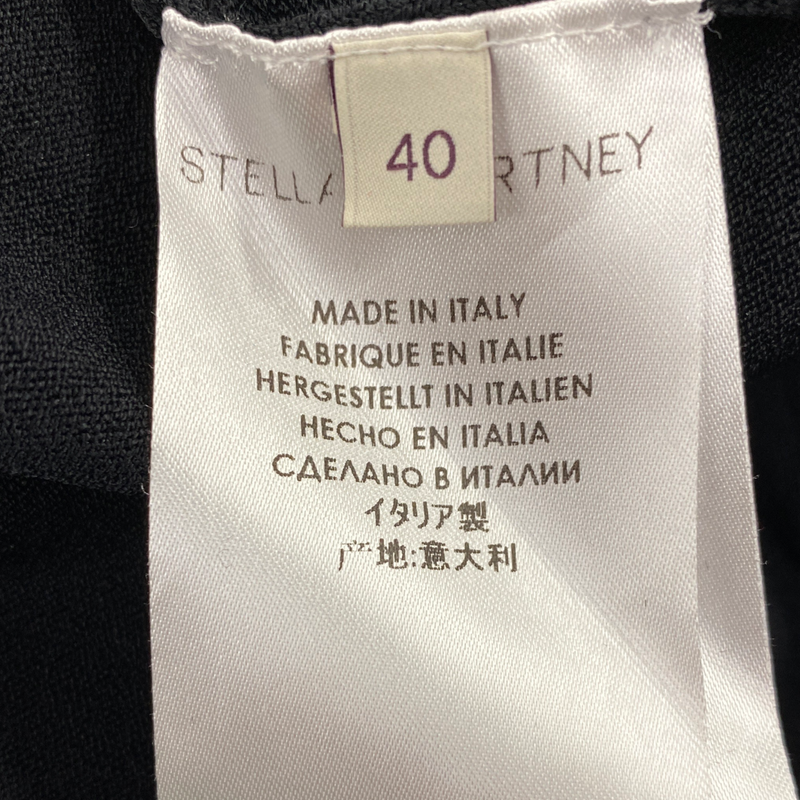 40
STELLA RTNEY
MADE IN ITALY
FABRIQUE EN ITALIE
HERGESTELLT IN ITALIEN
HECHO EN ITALIA
СДЕЛАНО В ИТАЛИИ
イタリア製
产地:意大利